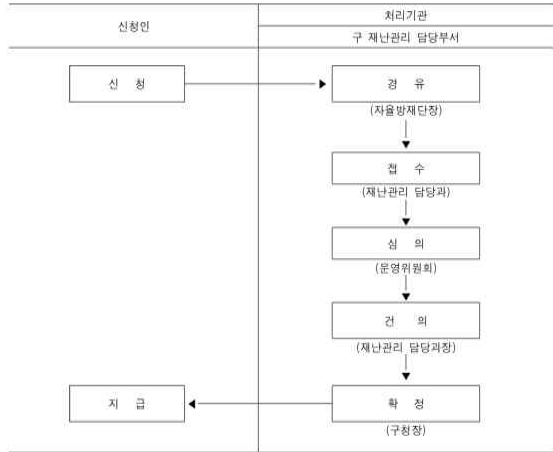 신청인
처리기관
구 재난관리 담당부서
신 청
경 유
(자율방재단장)
접 수
(재난관리 담당과)
심 의
(운영위원회)
건 의
(재난관리 담당과장)
지 급
확 정
(구청장)